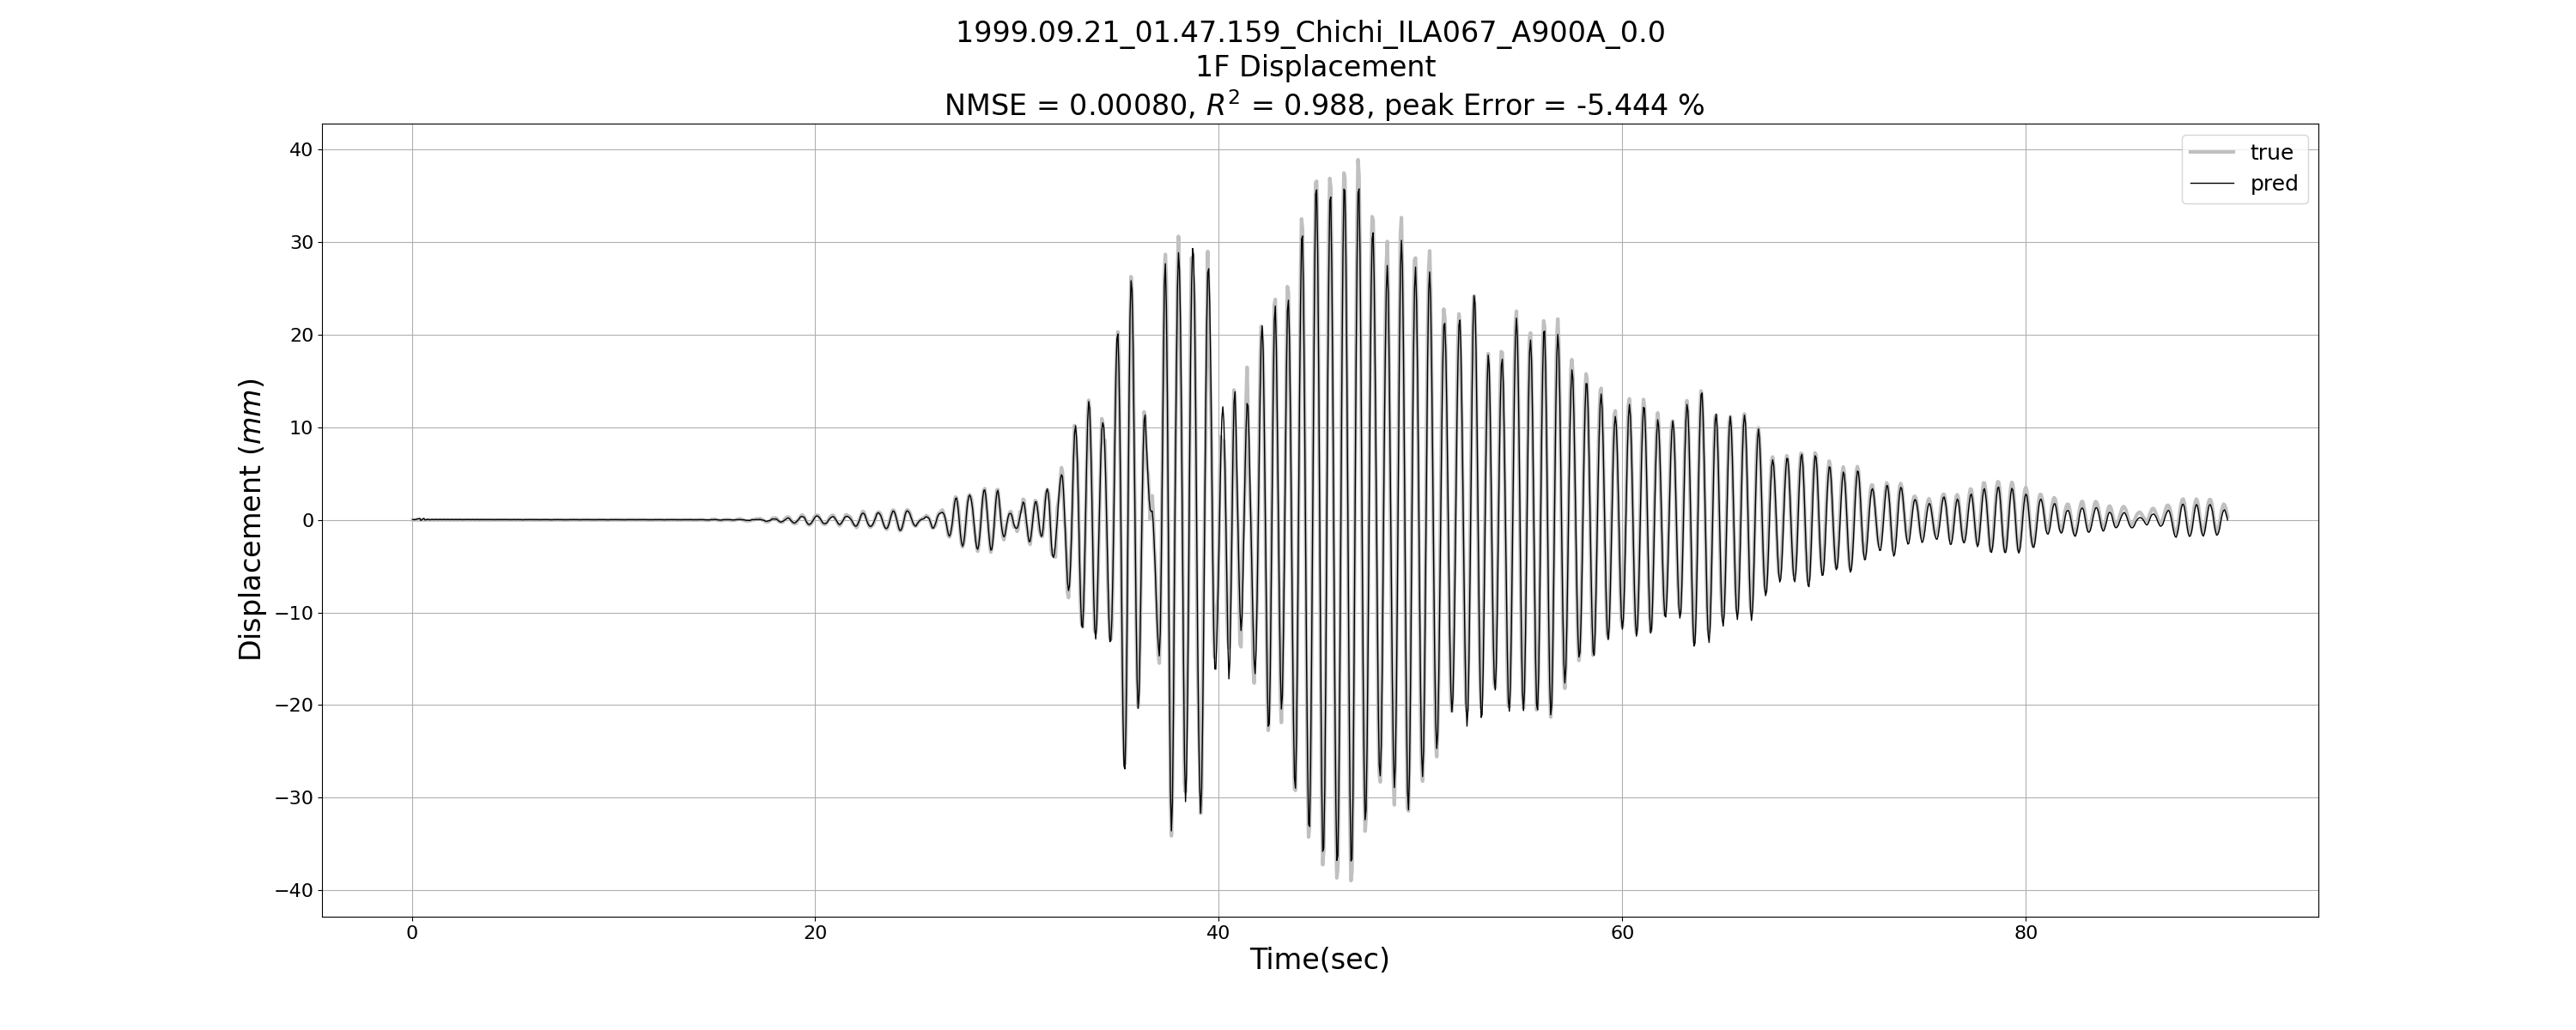 1999.09.21_01.47.159_Chichi_ILA067_A900A_0.0
1F Displacement
NMSE = 0.00080, R² = 0.988, peak Error = -5.444 %
true
pred
Displacement (mm)
40
30
20
10
0
−10
−20
−30
−40
0 20 40 60 80
Time(sec)